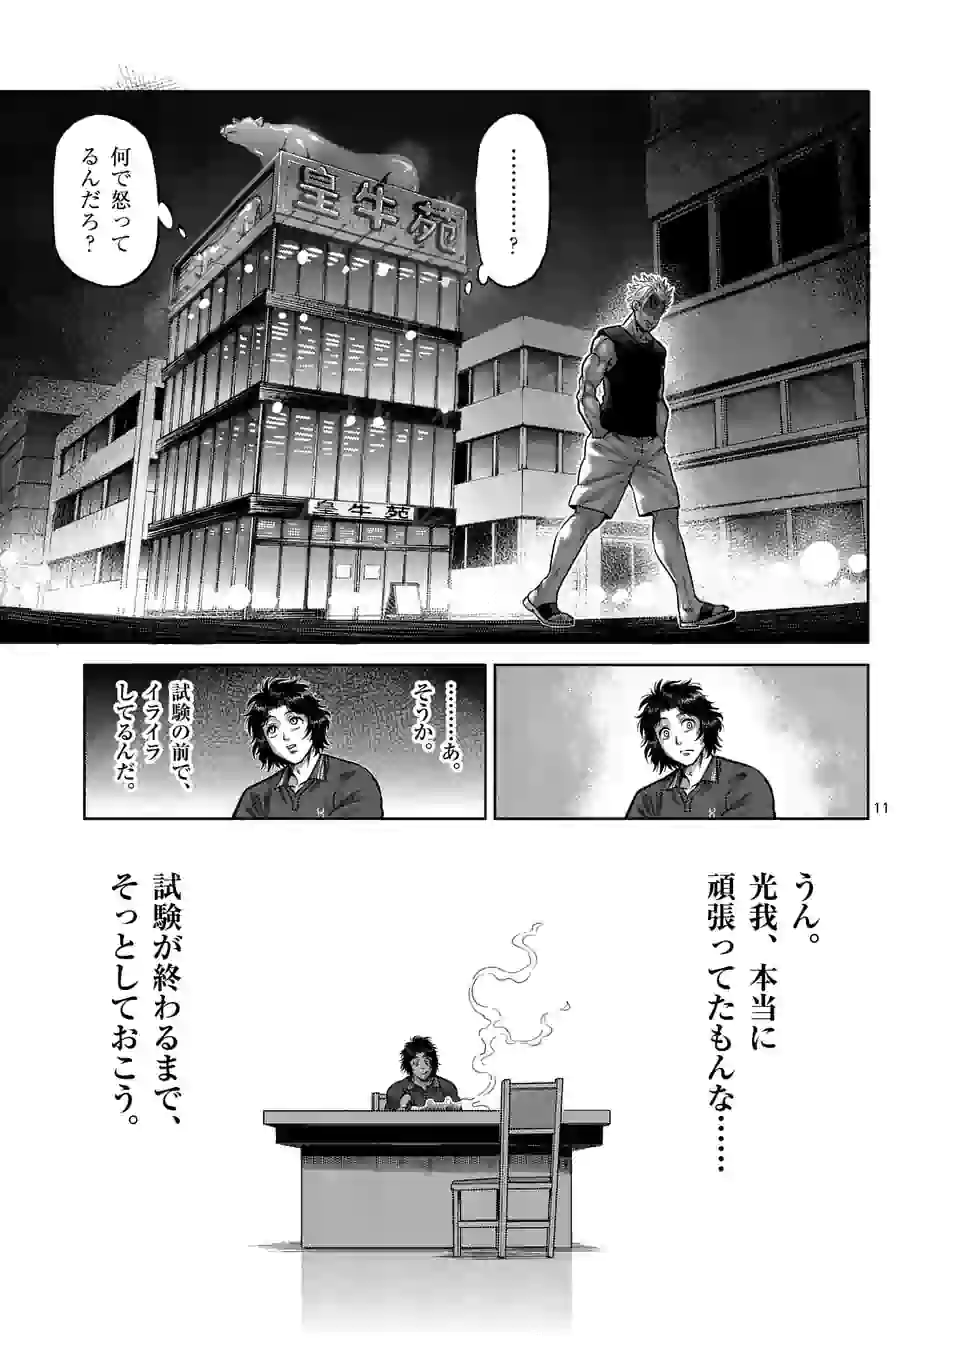 …………?
何で怒って
るんだろ?
皇牛苑
皇牛苑
11
………あ。
そうか。
試験の前で、
イライラ
してるんだ。
うん。
光我、本当に
頑張ってたもんな……
試験が終わるまで、
そっとしておこう。